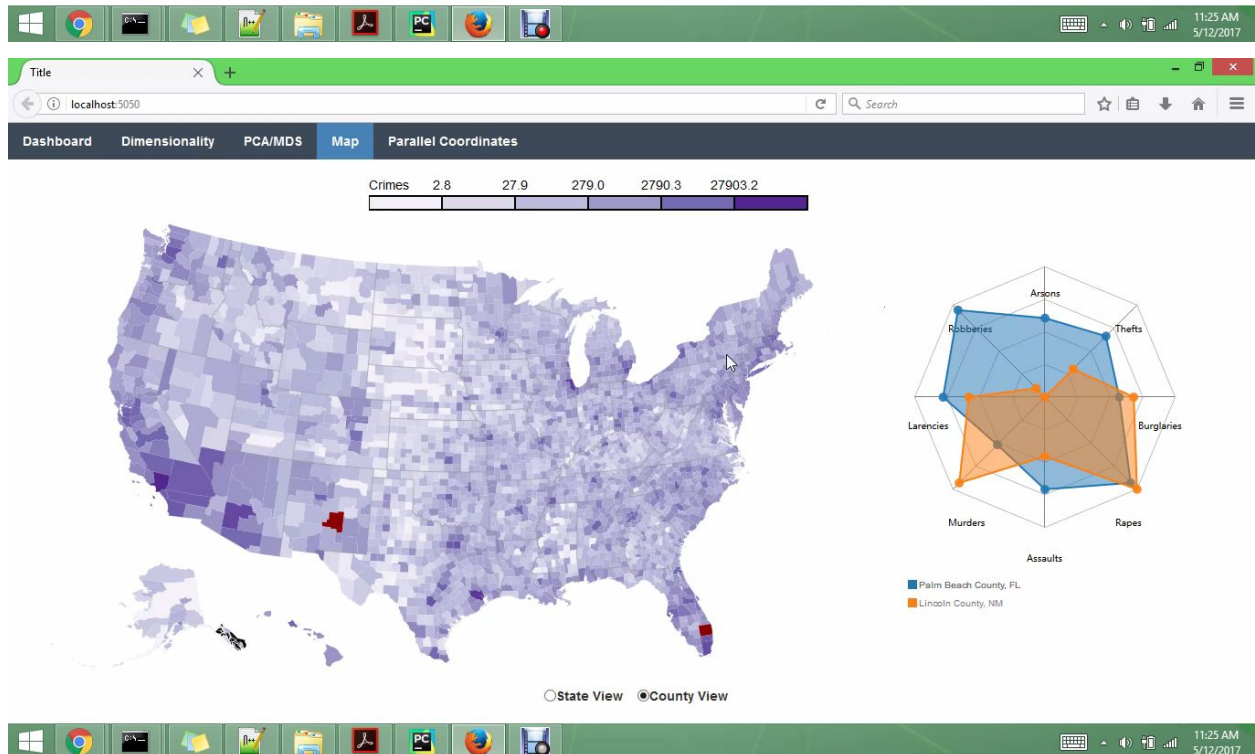 11:25 AM
5/12/2017
Title
localhost:5050
Search
Dashboard Dimensionality PCA/MDS Map Parallel Coordinates
Crimes 2.8 27.9 279.0 2790.3 27903.2
Arsons
Robberies Thefts
Larencies Burglaries
Murders Rapes
Assaults
Palm Beach County, FL
Lincoln County, NM
State View County View
11:25 AM
5/12/2017